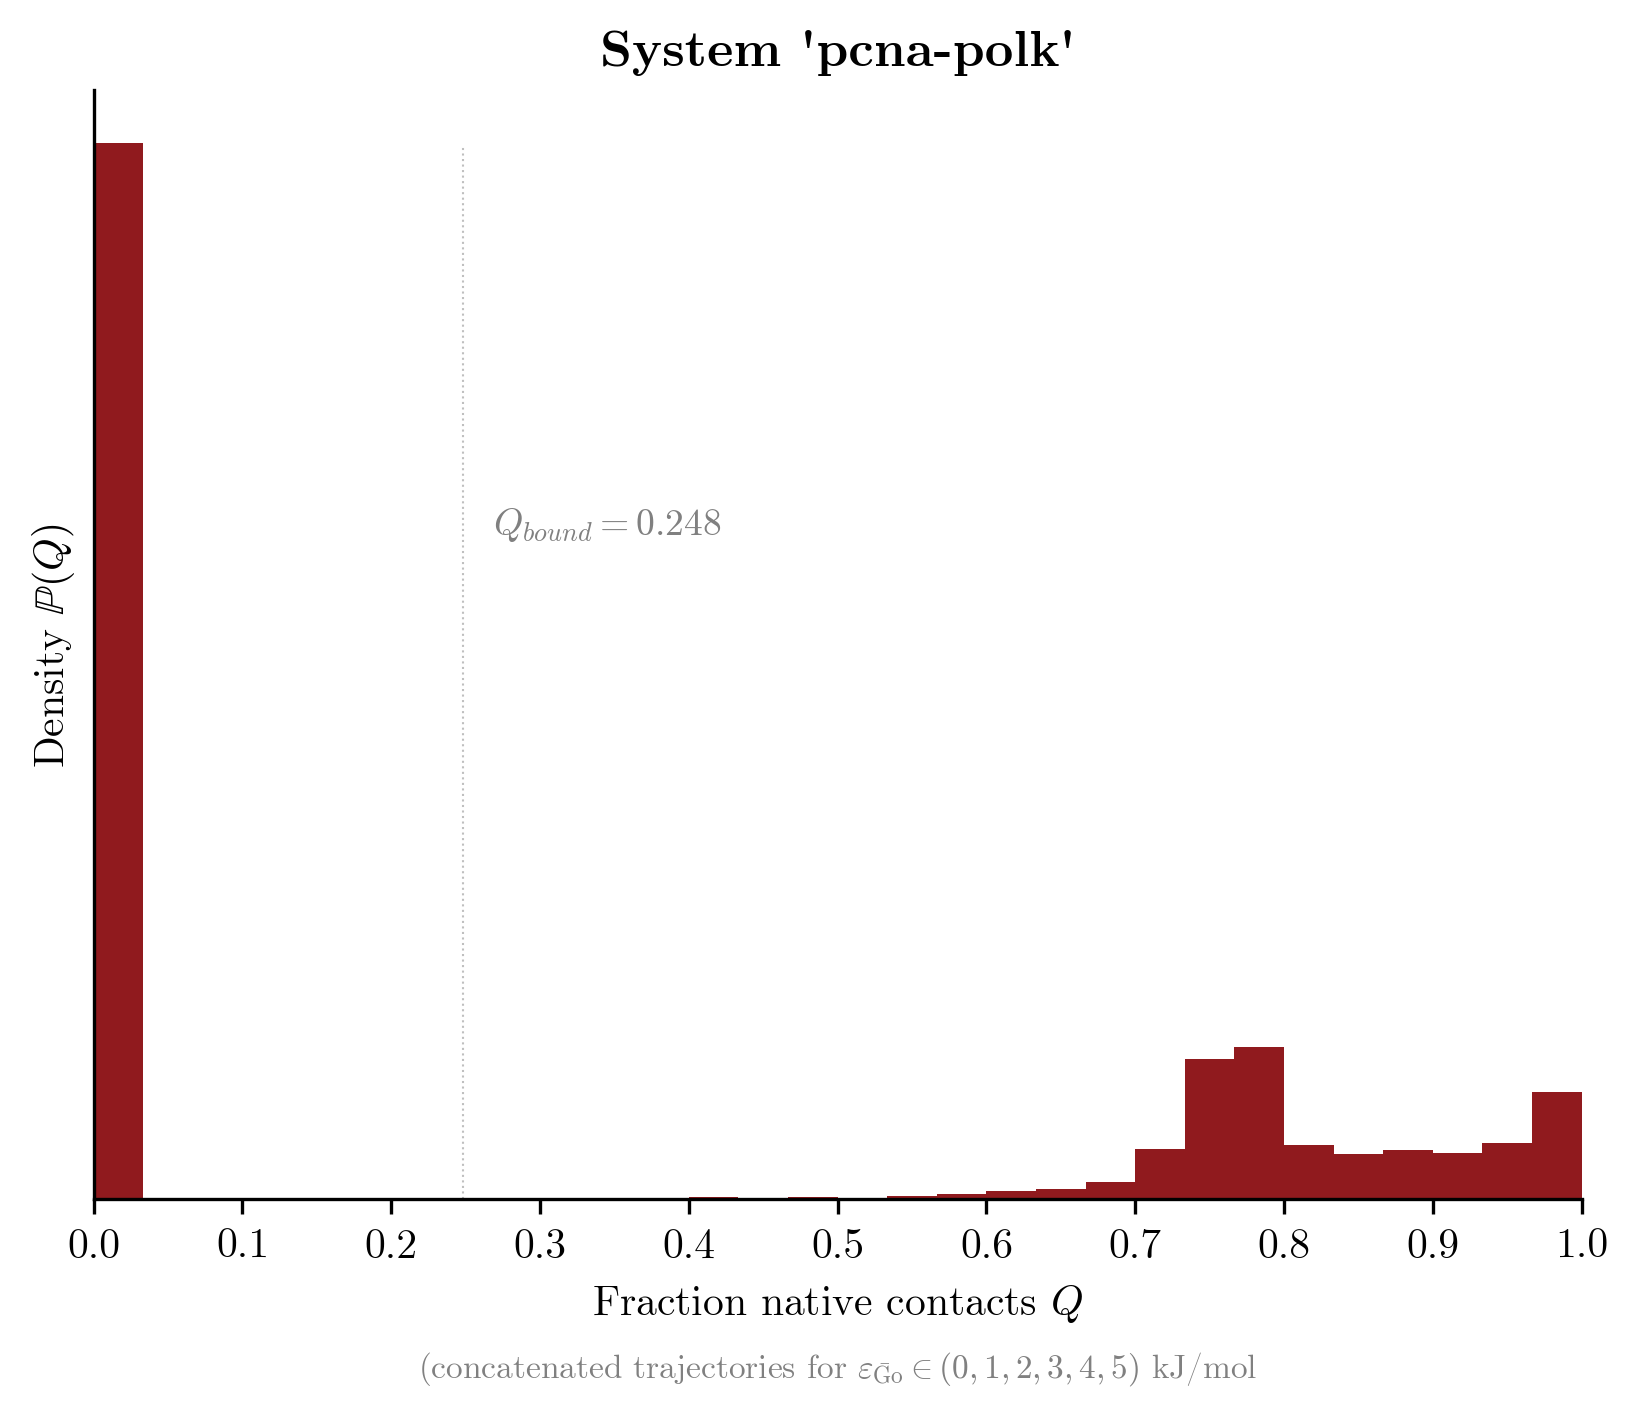 System 'pcna-polk'
Density ℙ(Q)
Q_bound = 0.248
0.0 0.1 0.2 0.3 0.4 0.5 0.6 0.7 0.8 0.9 1.0
Fraction native contacts Q
(concatenated trajectories for ε_Ḡo ∈ (0, 1, 2, 3, 4, 5) kJ/mol